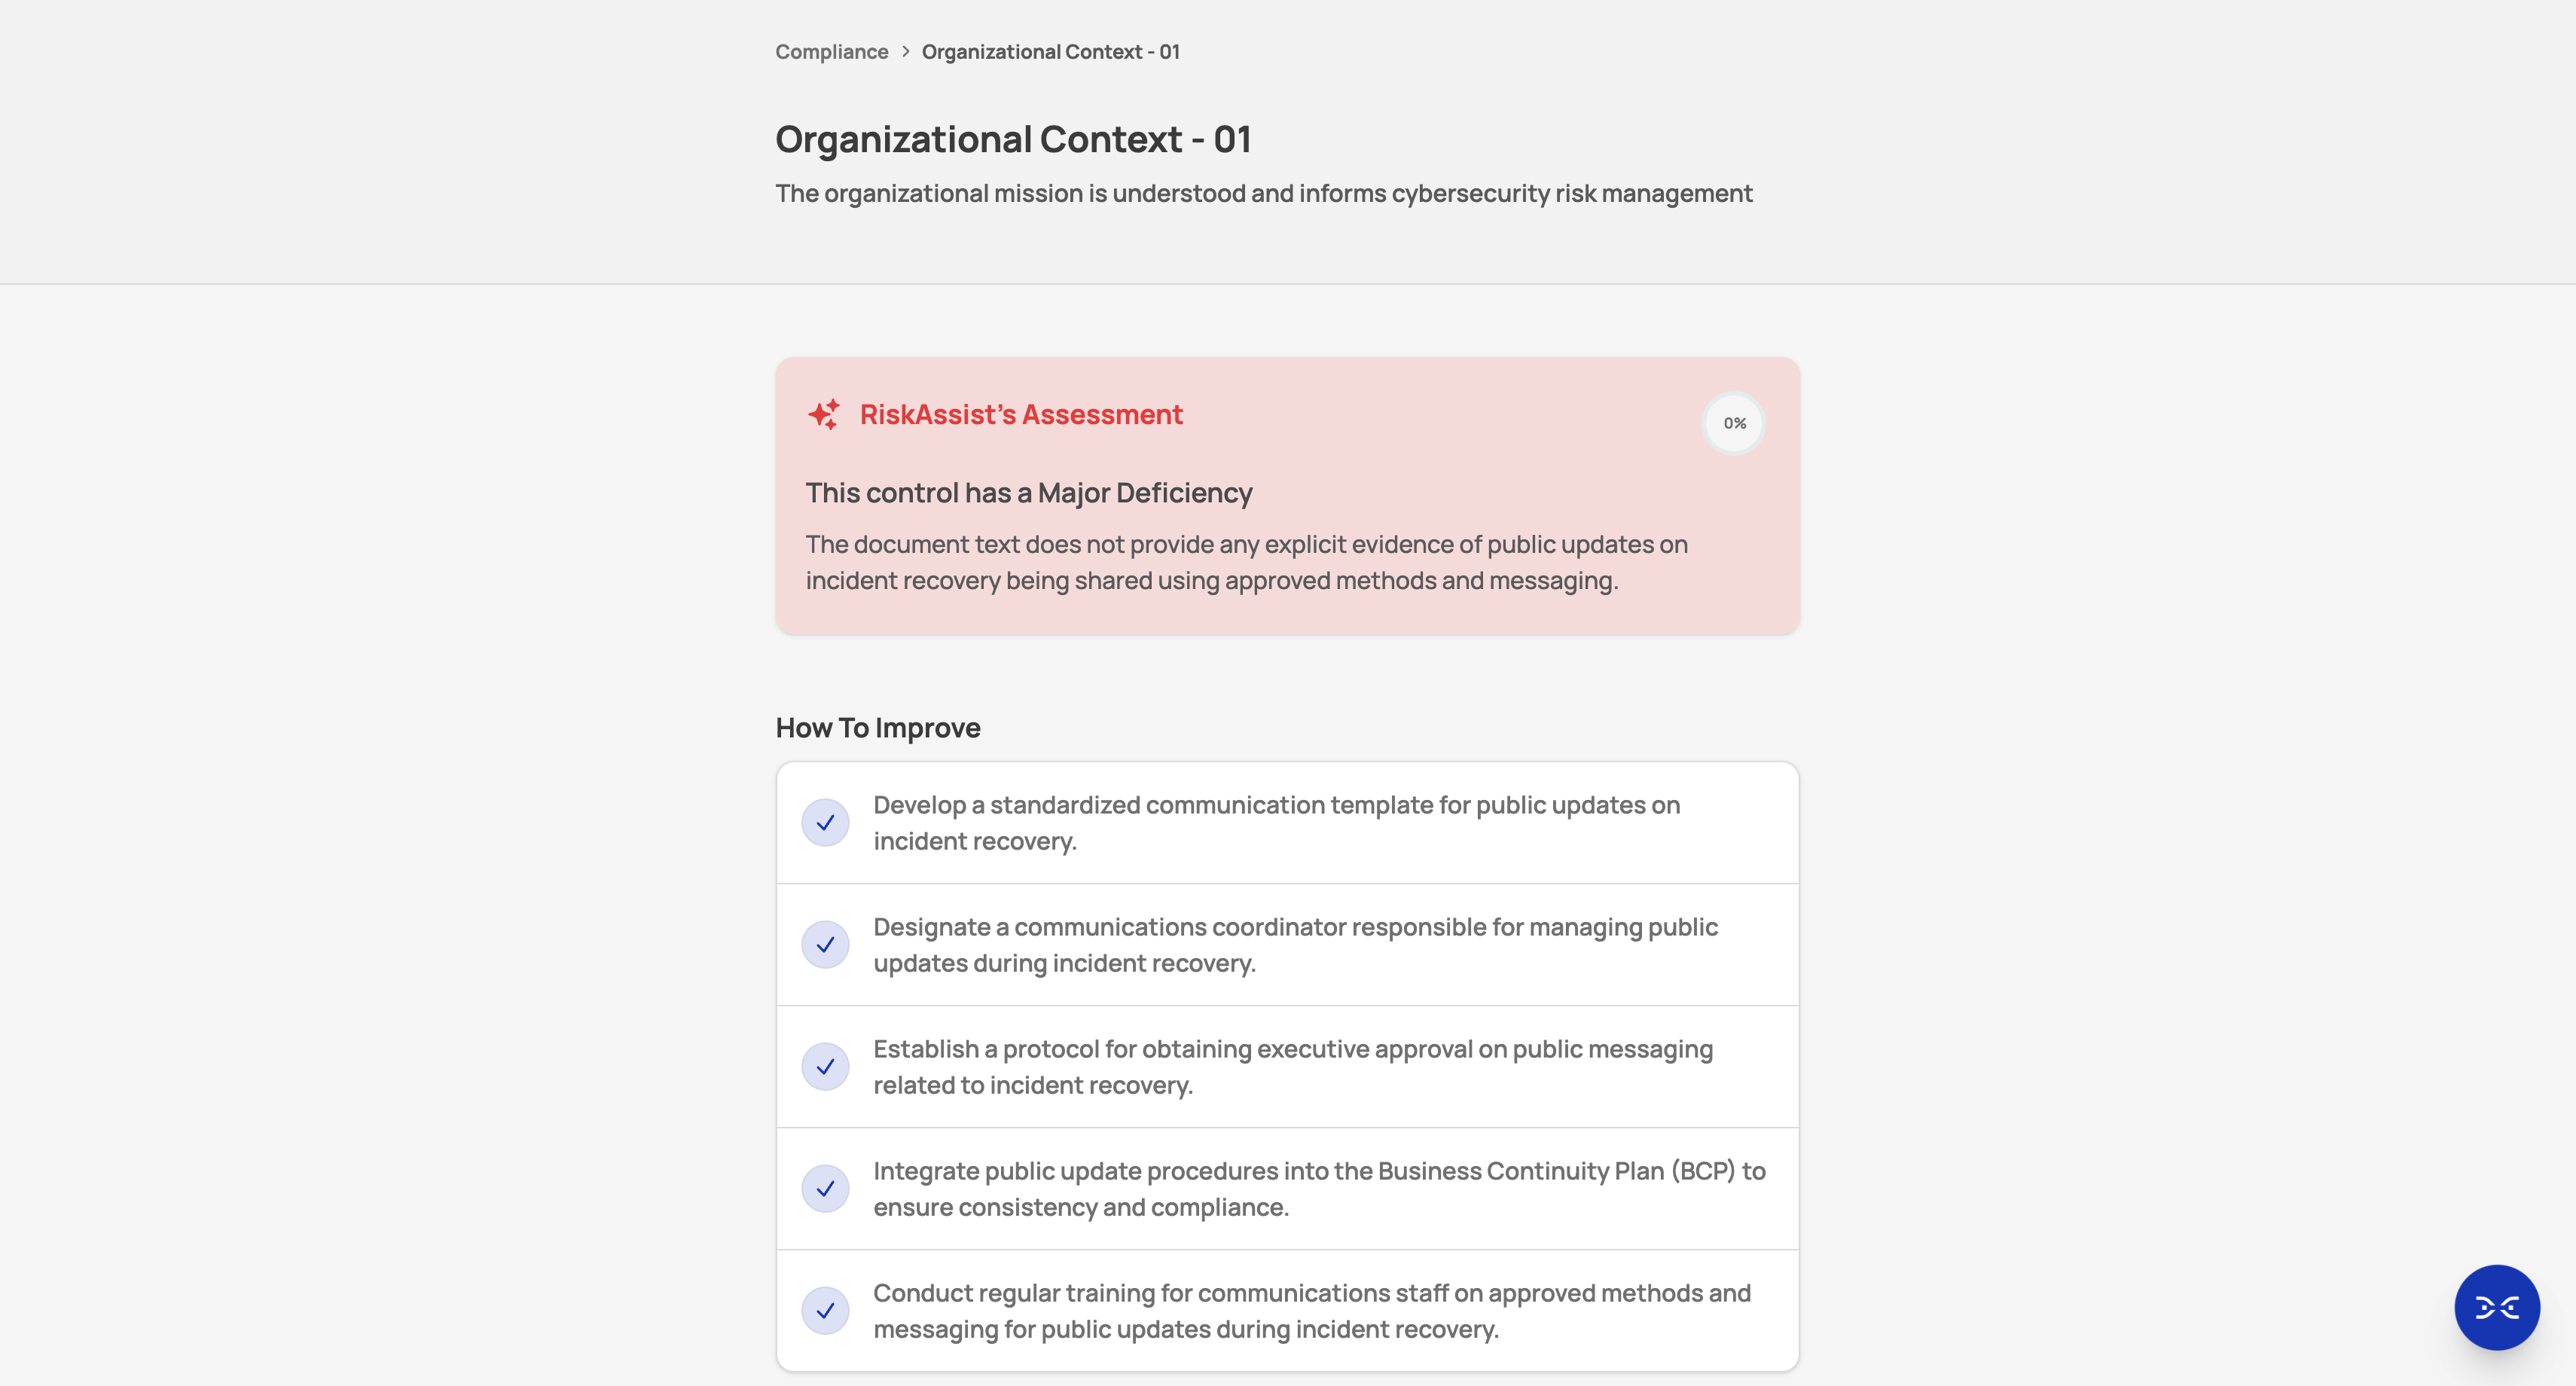 Compliance > Organizational Context - 01
Organizational Context - 01
The organizational mission is understood and informs cybersecurity risk management
RiskAssist’s Assessment
0%
This control has a Major Deficiency
The document text does not provide any explicit evidence of public updates on
incident recovery being shared using approved methods and messaging.
How To Improve
Develop a standardized communication template for public updates on
incident recovery.
Designate a communications coordinator responsible for managing public
updates during incident recovery.
Establish a protocol for obtaining executive approval on public messaging
related to incident recovery.
Integrate public update procedures into the Business Continuity Plan (BCP) to
ensure consistency and compliance.
Conduct regular training for communications staff on approved methods and
messaging for public updates during incident recovery.